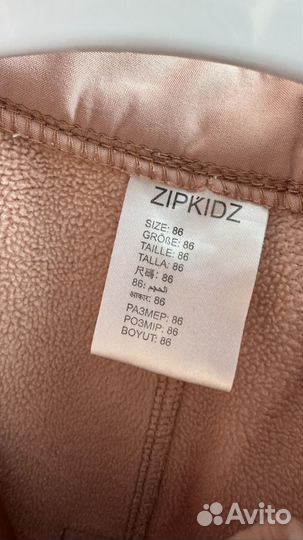 ZIPKIDZ
SIZE: 86
GRÖßE: 86
TAILLE: 86
TALLA: 86
尺碼: 86
الحجم: 86
आकार: 86
РАЗМЕР: 86
РОЗМІР: 86
BOYUT: 86
Avito